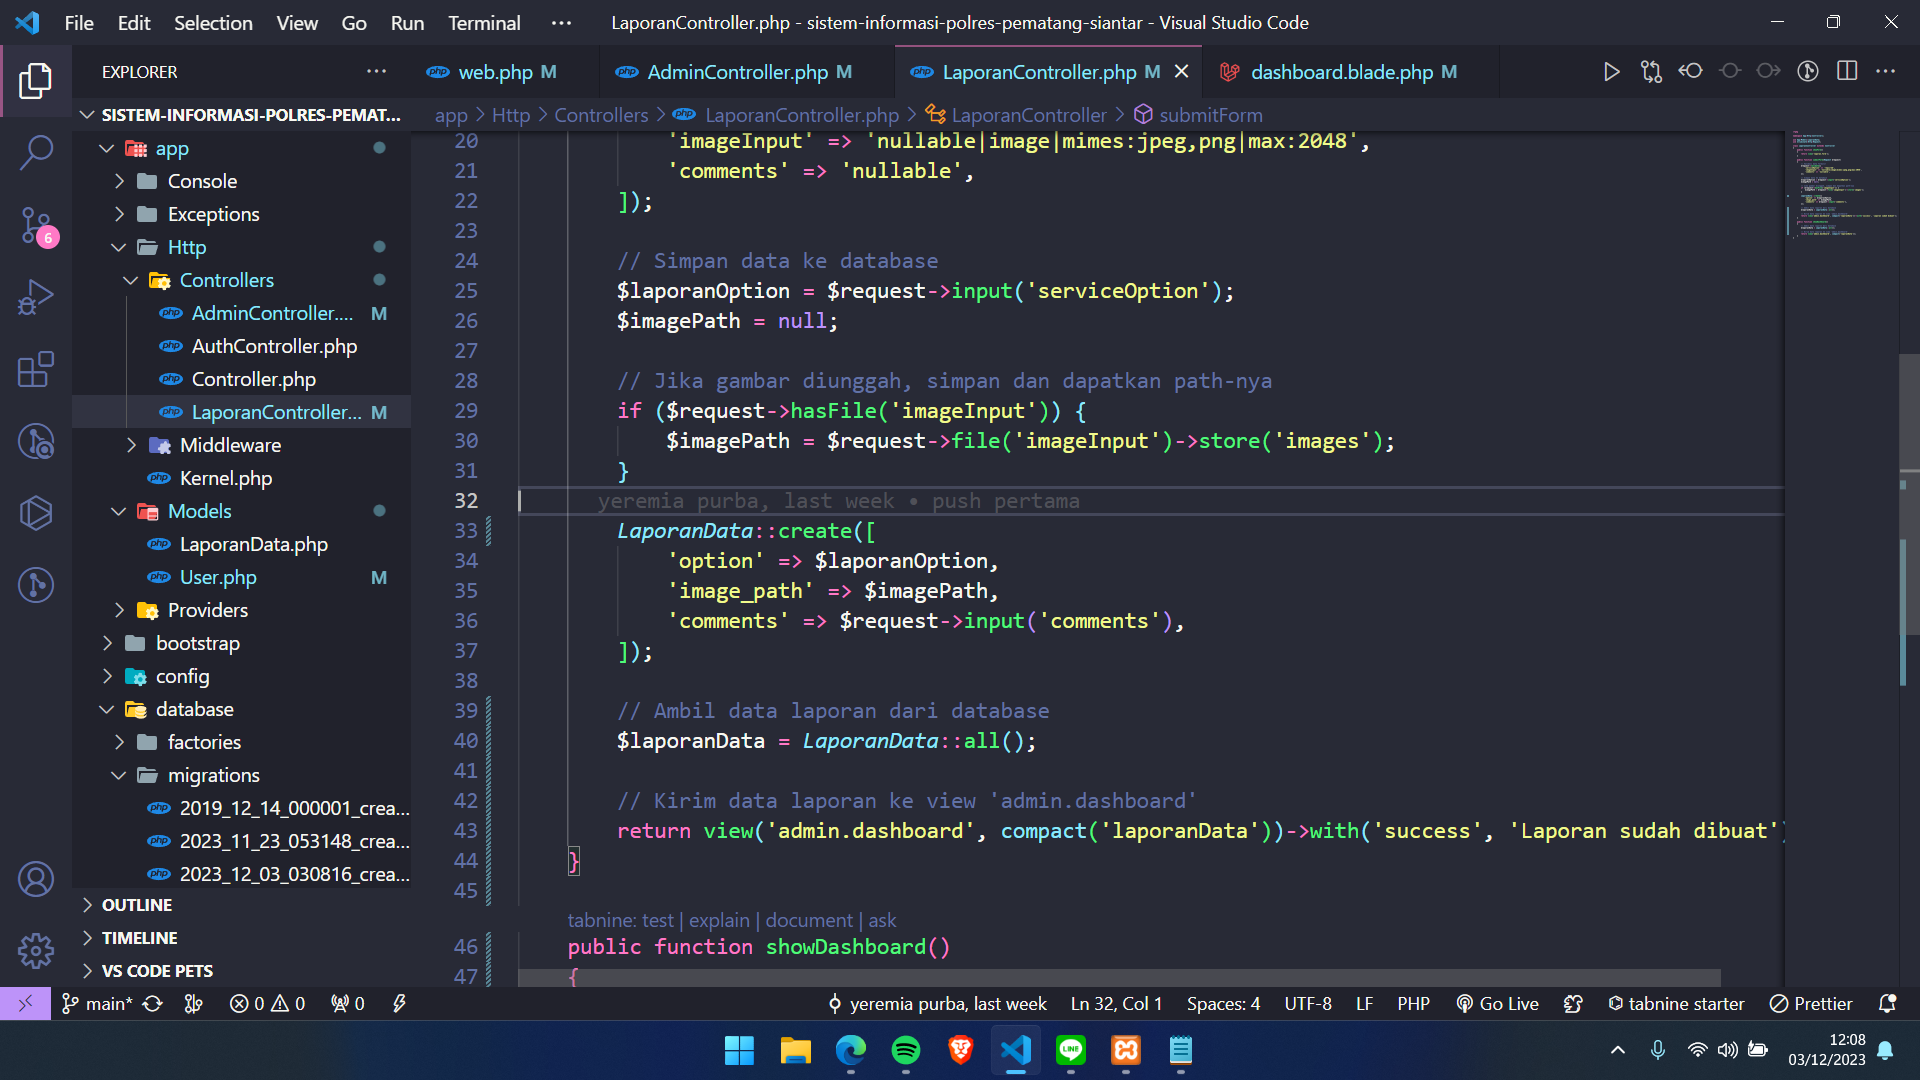 File Edit Selection View Go Run Terminal ··· LaporanController.php - sistem-informasi-polres-pematang-siantar - Visual Studio Code
EXPLORER ···
web.php M AdminController.php M LaporanController.php M dashboard.blade.php M
SISTEM-INFORMASI-POLRES-PEMAT...
app > Http > Controllers > LaporanController.php > LaporanController > submitForm
app
Console
Exceptions
Http
Controllers
AdminController.... M
AuthController.php
Controller.php
LaporanController... M
Middleware
Kernel.php
Models
LaporanData.php
User.php M
Providers
bootstrap
config
database
factories
migrations
2019_12_14_000001_crea...
2023_11_23_053148_crea...
2023_12_03_030816_crea...
OUTLINE
TIMELINE
VS CODE PETS
6
20 'imageInput' => 'nullable|image|mimes:jpeg,png|max:2048',
21 'comments' => 'nullable',
22 ]);
23
24 // Simpan data ke database
25 $laporanOption = $request->input('serviceOption');
26 $imagePath = null;
27
28 // Jika gambar diunggah, simpan dan dapatkan path-nya
29 if ($request->hasFile('imageInput')) {
30 $imagePath = $request->file('imageInput')->store('images');
31 }
32 yeremia purba, last week • push pertama
33 LaporanData::create([
34 'option' => $laporanOption,
35 'image_path' => $imagePath,
36 'comments' => $request->input('comments'),
37 ]);
38
39 // Ambil data laporan dari database
40 $laporanData = LaporanData::all();
41
42 // Kirim data laporan ke view 'admin.dashboard'
43 return view('admin.dashboard', compact('laporanData'))->with('success', 'Laporan sudah dibuat')
44 }
45
tabnine: test | explain | document | ask
46 public function showDashboard()
47 {
main* 0 0 0 yeremia purba, last week Ln 32, Col 1 Spaces: 4 UTF-8 LF PHP Go Live tabnine starter Prettier
12:08
03/12/2023